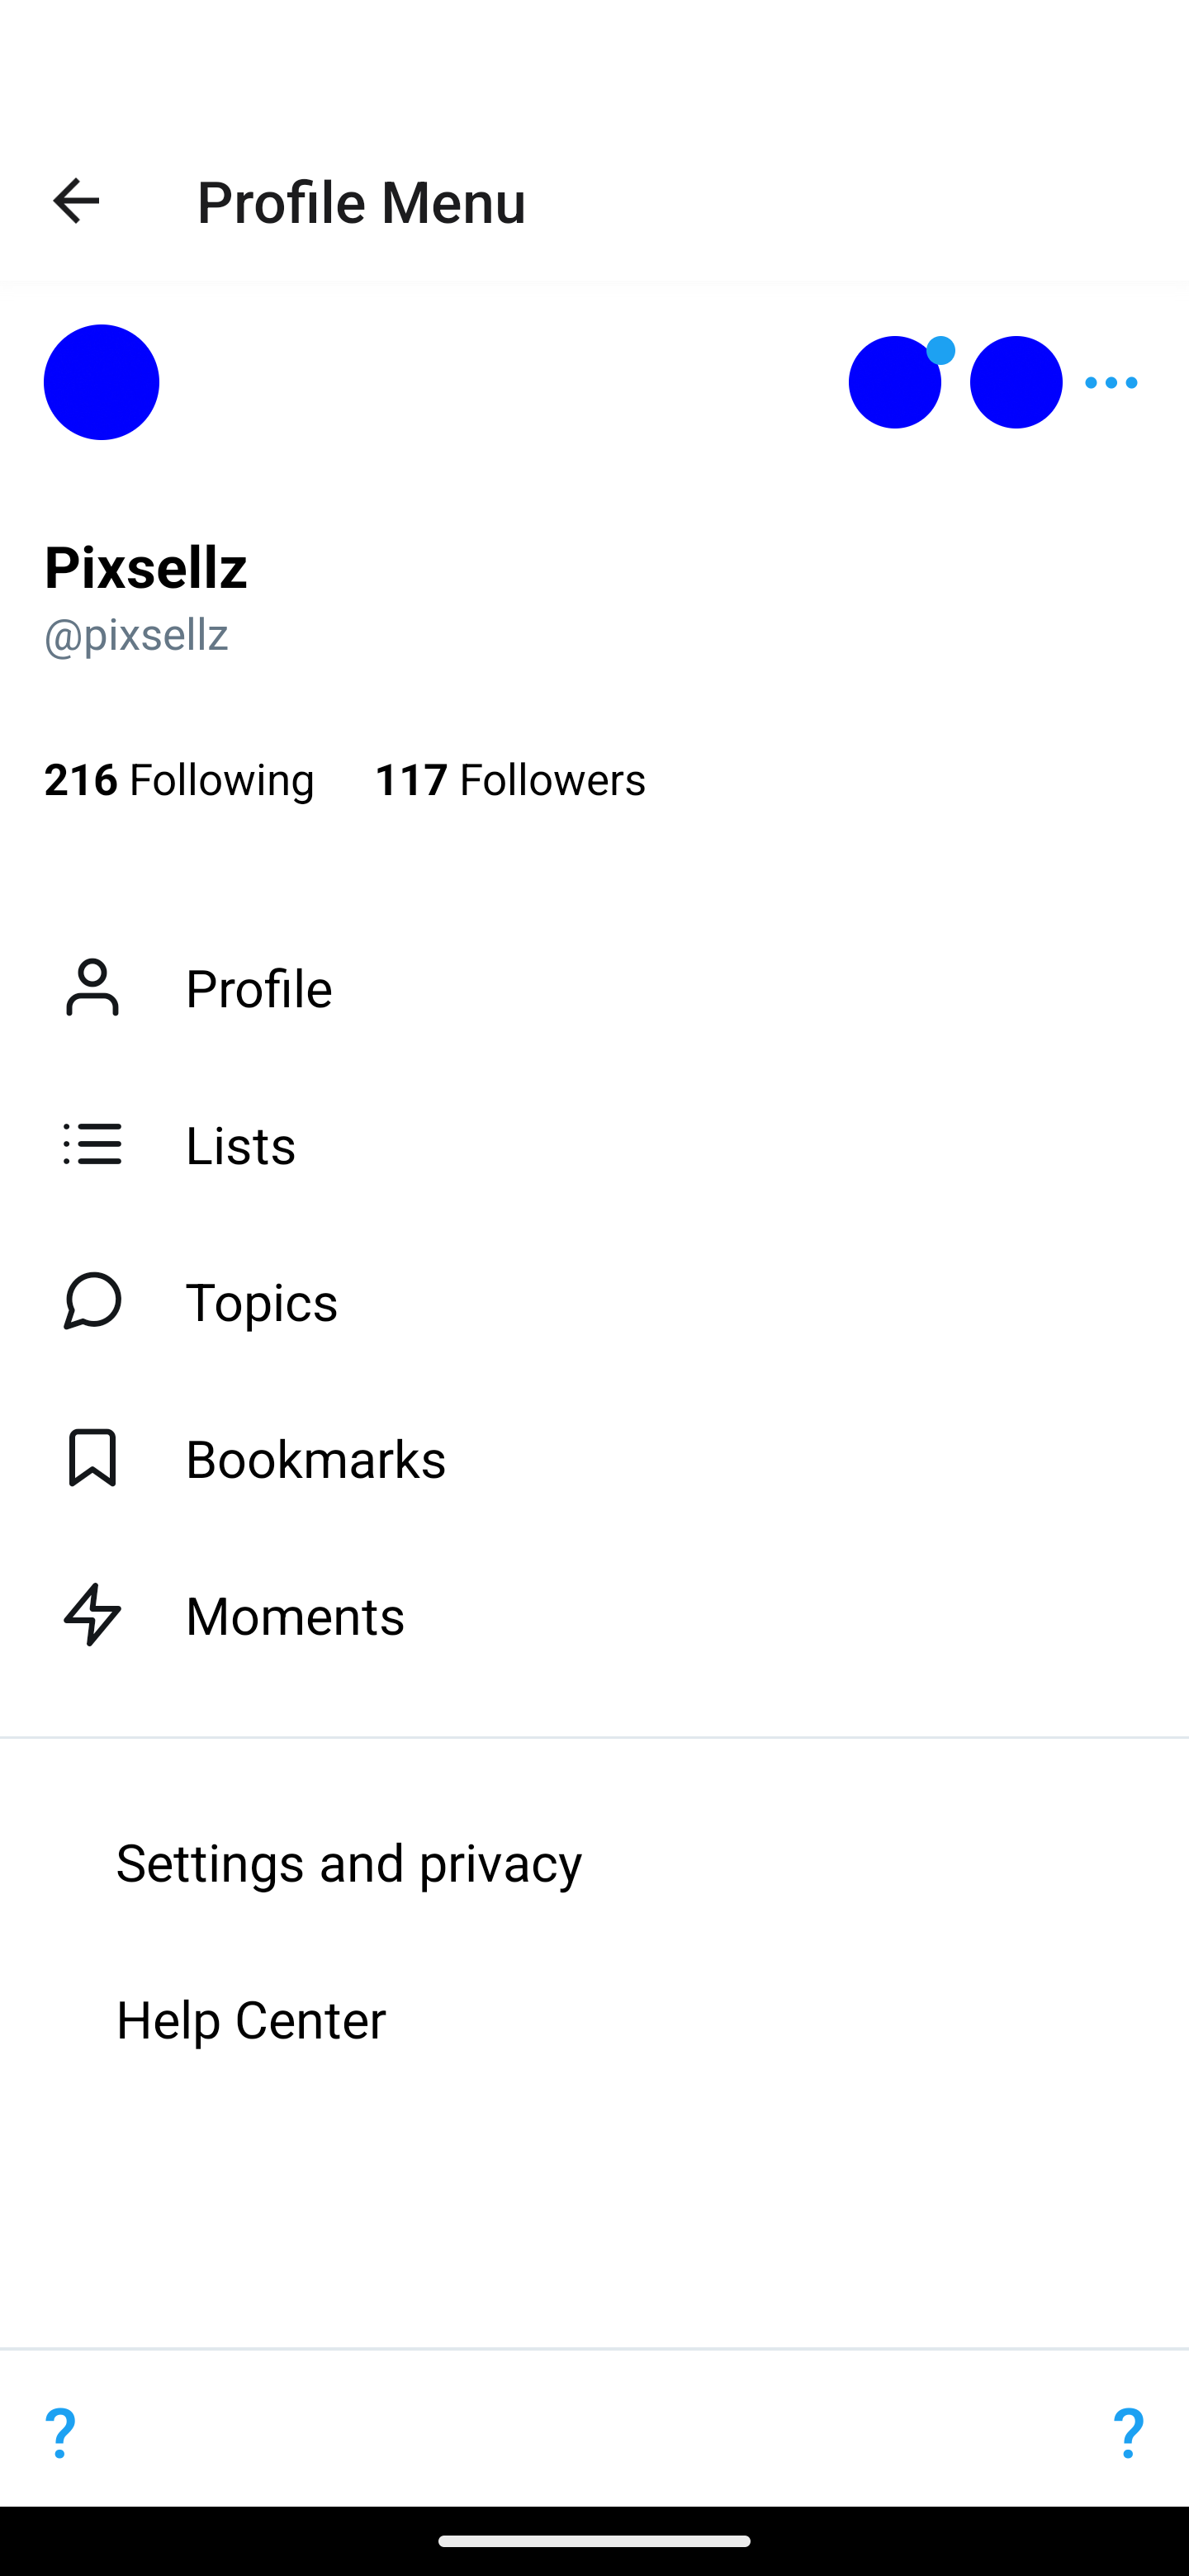 Profile Menu
Pixsellz
@pixsellz
216 Following 117 Followers
Profile
Lists
Topics
Bookmarks
Moments
Settings and privacy
Help Center
? ?